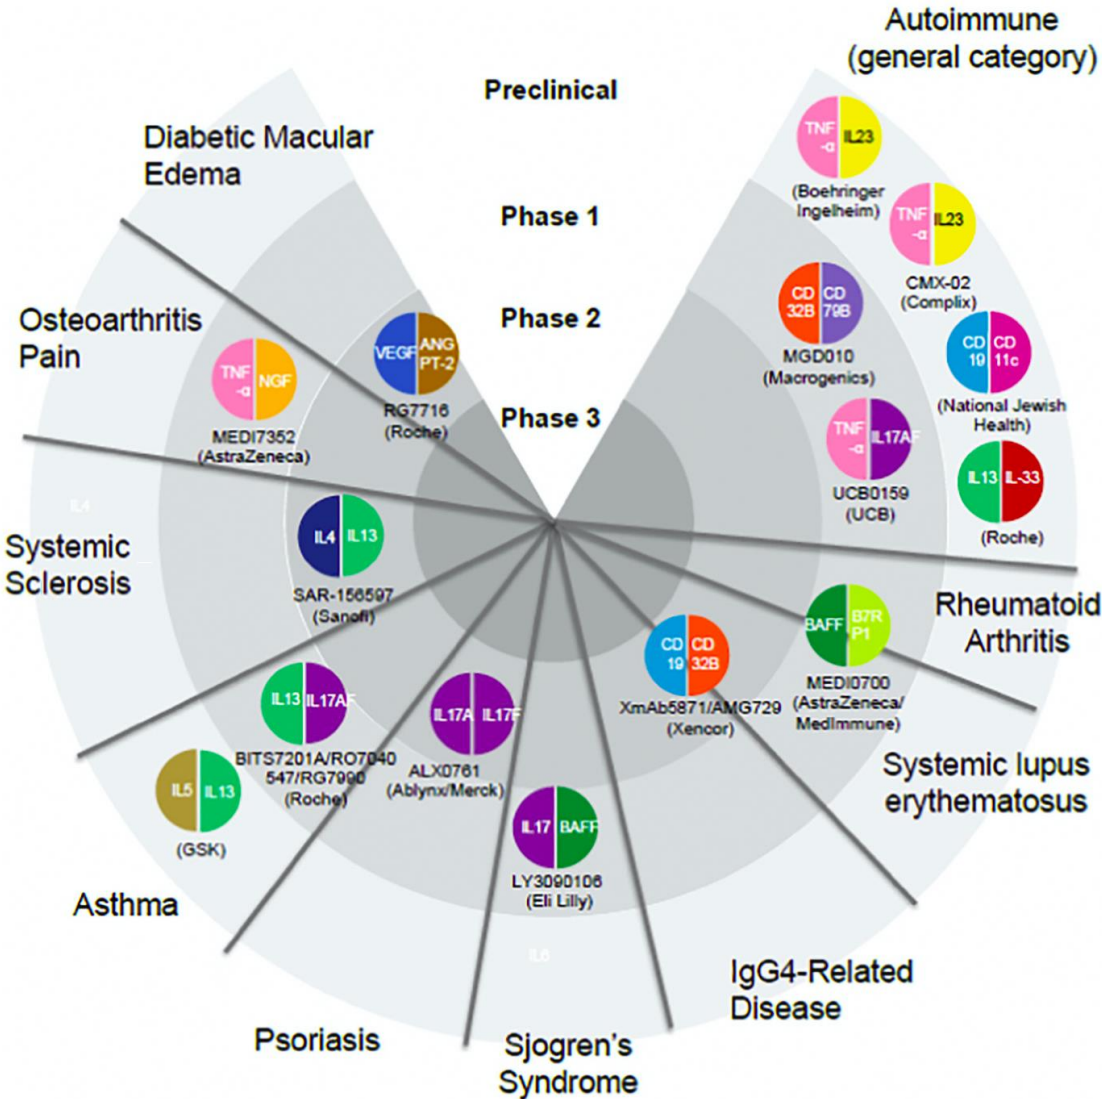 Autoimmune
(general category)
Preclinical
Phase 1
Phase 2
Phase 3
TNF
-α
IL23
(Boehringer
Ingelheim)
TNF
-α
IL23
CMX-02
(Complix)
CD
32B
CD
79B
MGD010
(Macrogenics)
CD
19
CD
11c
(National Jewish
Health)
TNF
-α
IL17AF
UCB0159
(UCB)
IL13
IL-33
(Roche)
Rheumatoid
Arthritis
BAFF
B7R
P1
MEDI0700
(AstraZeneca/
MedImmune)
Systemic lupus
erythematosus
CD
19
CD
32B
XmAb5871/AMG729
(Xencor)
IgG4-Related
Disease
IL17
BAFF
LY3090106
(Eli Lilly)
IL6
Sjogren's
Syndrome
IL17A
IL17F
ALX0761
(Ablynx/Merck)
Psoriasis
IL13
IL17AF
BITS7201A/RO7040
547/RG7990
(Roche)
IL5
IL13
(GSK)
Asthma
IL4
IL4
IL13
SAR-156597
(Sanofi)
Systemic
Sclerosis
TNF
-α
NGF
MEDI7352
(AstraZeneca)
Osteoarthritis
Pain
VEGF
ANG
PT-2
RG7716
(Roche)
Diabetic Macular
Edema